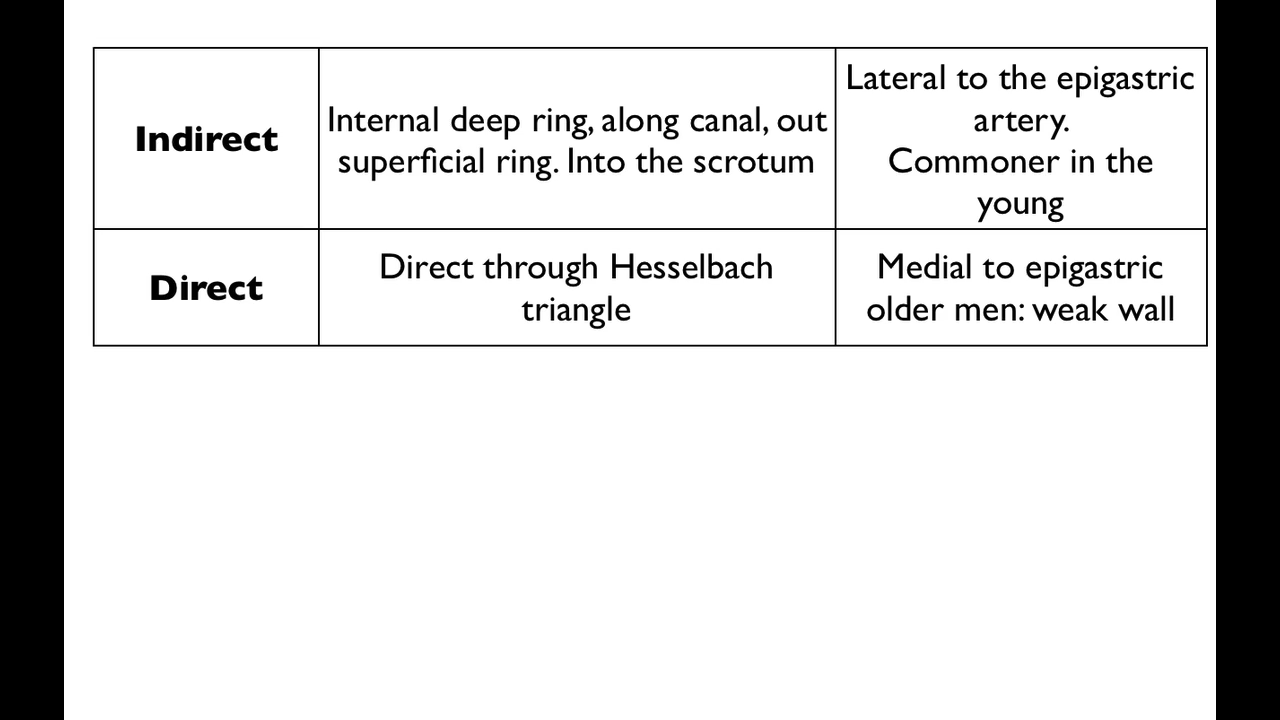 Indirect
Internal deep ring, along canal, out
superficial ring. Into the scrotum
Lateral to the epigastric
artery.
Commoner in the
young
Direct
Direct through Hesselbach
triangle
Medial to epigastric
older men: weak wall